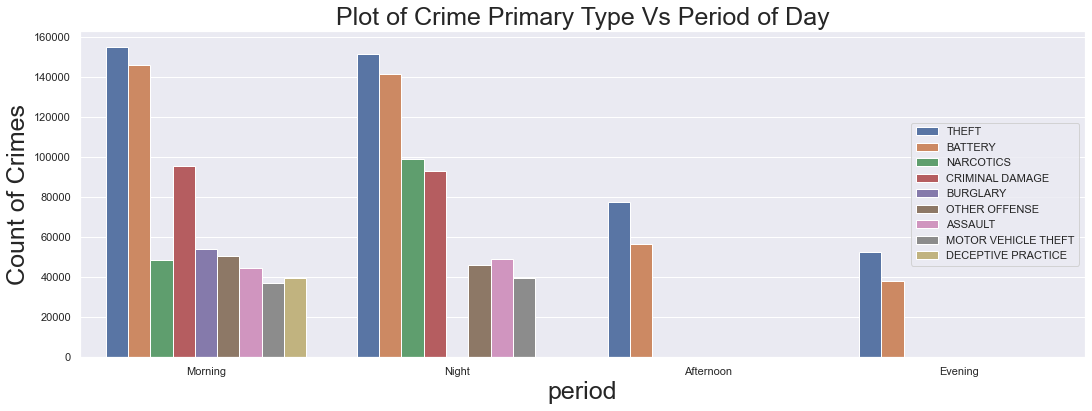 Plot of Crime Primary Type Vs Period of Day
Count of Crimes
160000
140000
120000
100000
80000
60000
40000
20000
0
THEFT
BATTERY
NARCOTICS
CRIMINAL DAMAGE
BURGLARY
OTHER OFFENSE
ASSAULT
MOTOR VEHICLE THEFT
DECEPTIVE PRACTICE
Morning Night Afternoon Evening
period